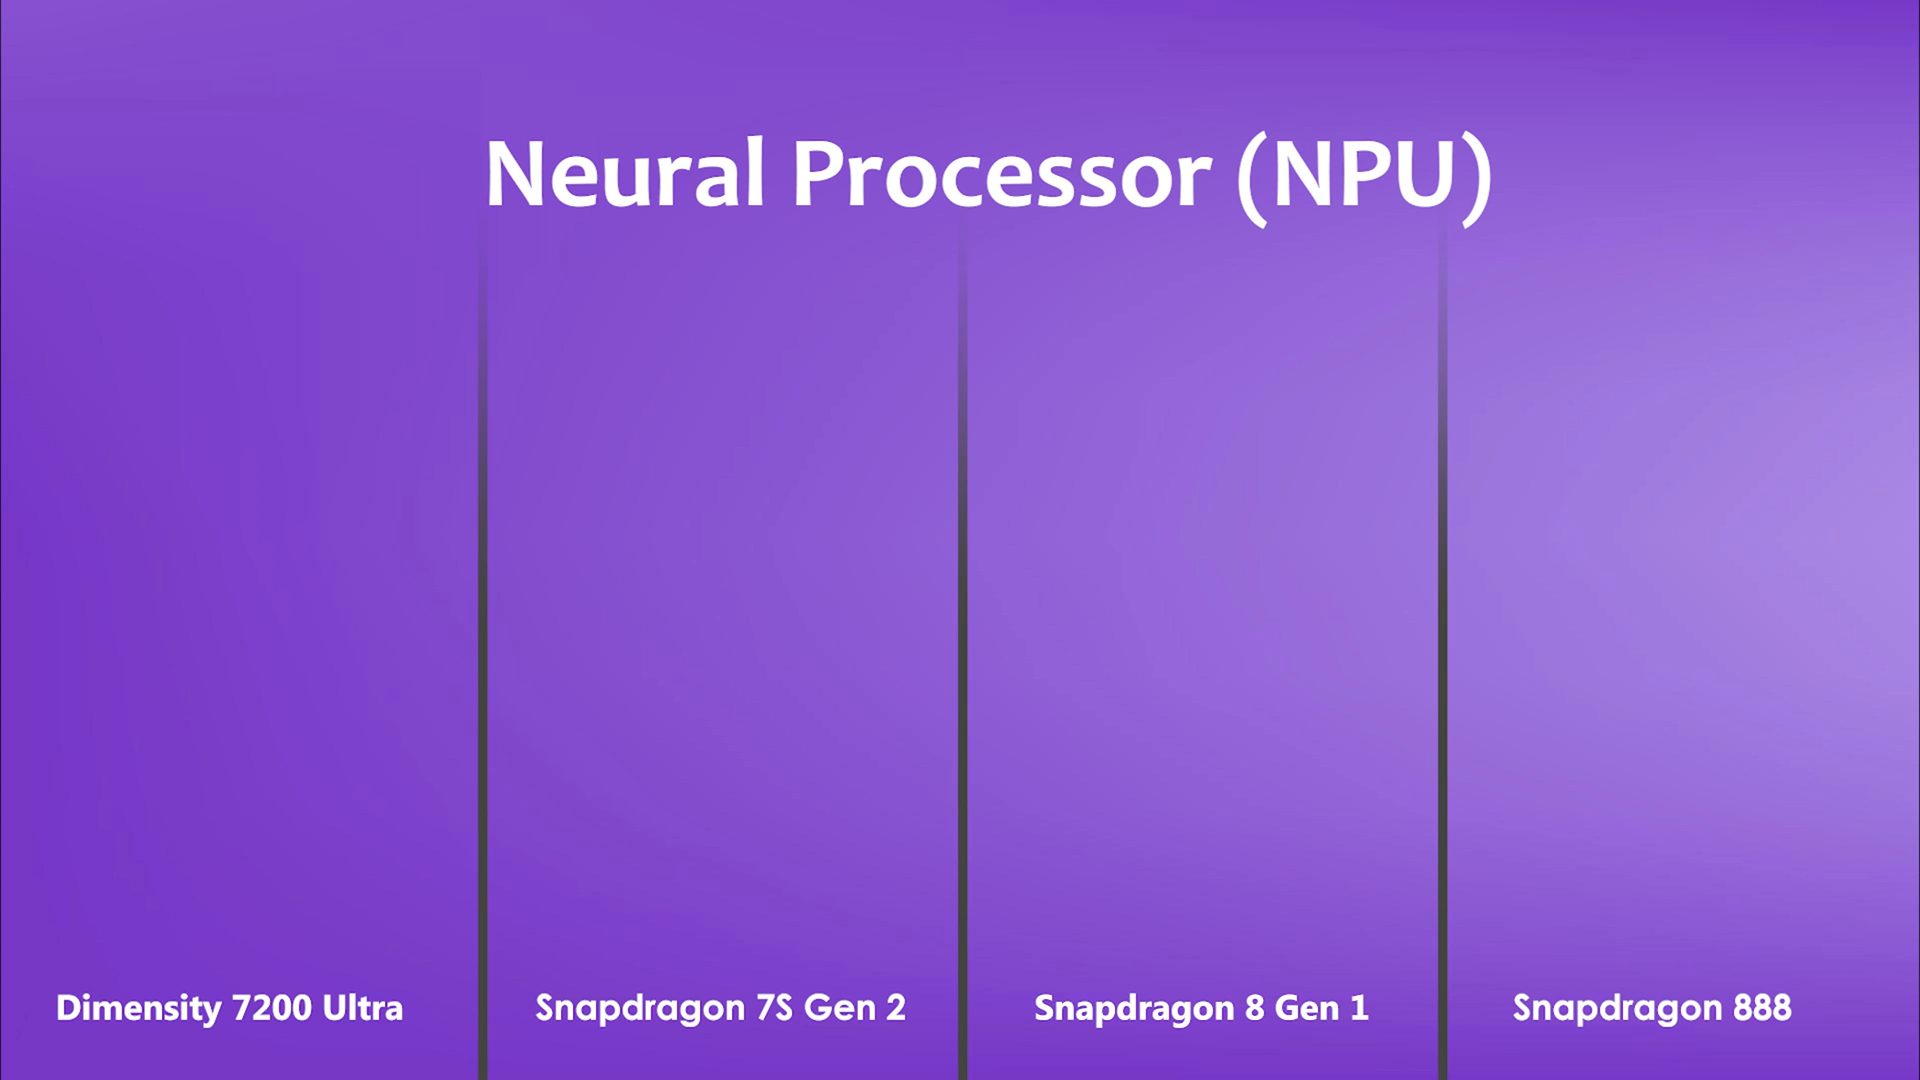 Neural Processor (NPU)
Dimensity 7200 Ultra
Snapdragon 7S Gen 2
Snapdragon 8 Gen 1
Snapdragon 888